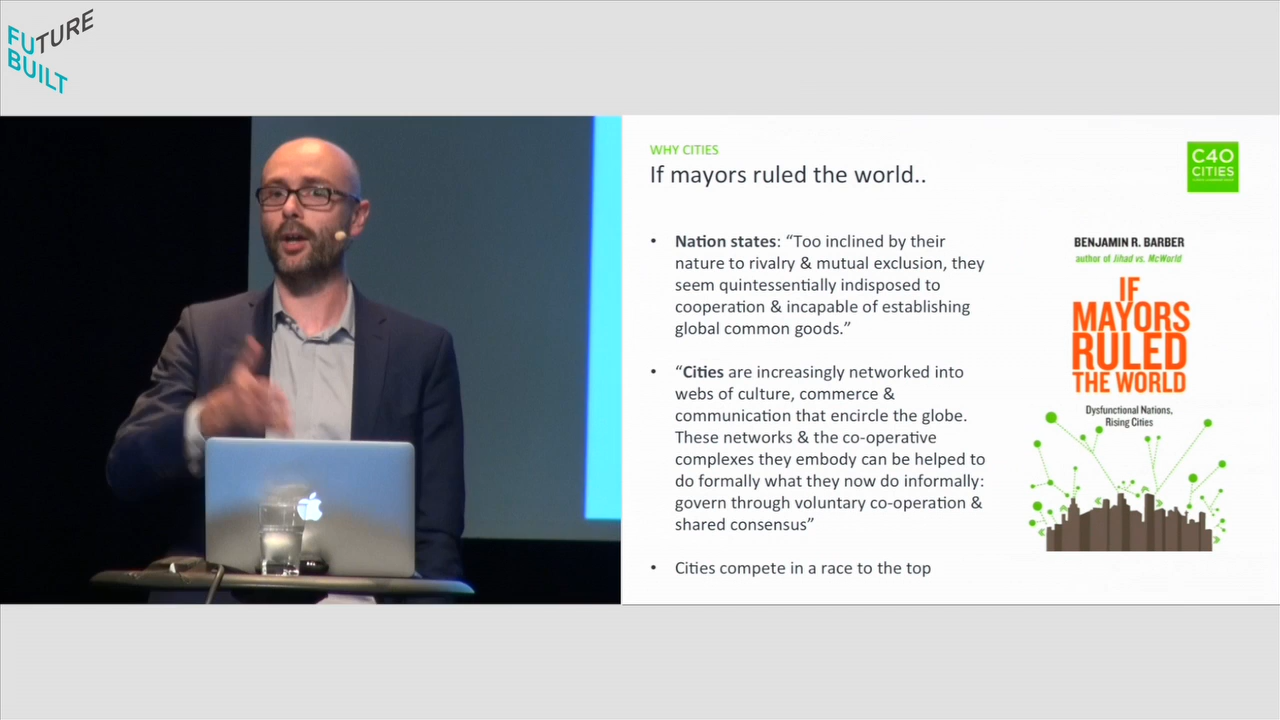 FUTURE
BUILT
WHY CITIES
If mayors ruled the world..
C40
CITIES
• Nation states: “Too inclined by their
nature to rivalry & mutual exclusion, they
seem quintessentially indisposed to
cooperation & incapable of establishing
global common goods.”
• “Cities are increasingly networked into
webs of culture, commerce &
communication that encircle the globe.
These networks & the co-operative
complexes they embody can be helped to
do formally what they now do informally:
govern through voluntary co-operation &
shared consensus”
• Cities compete in a race to the top
BENJAMIN R. BARBER
author of Jihad vs. McWorld
IF
MAYORS
RULED
THE WORLD
Dysfunctional Nations,
Rising Cities